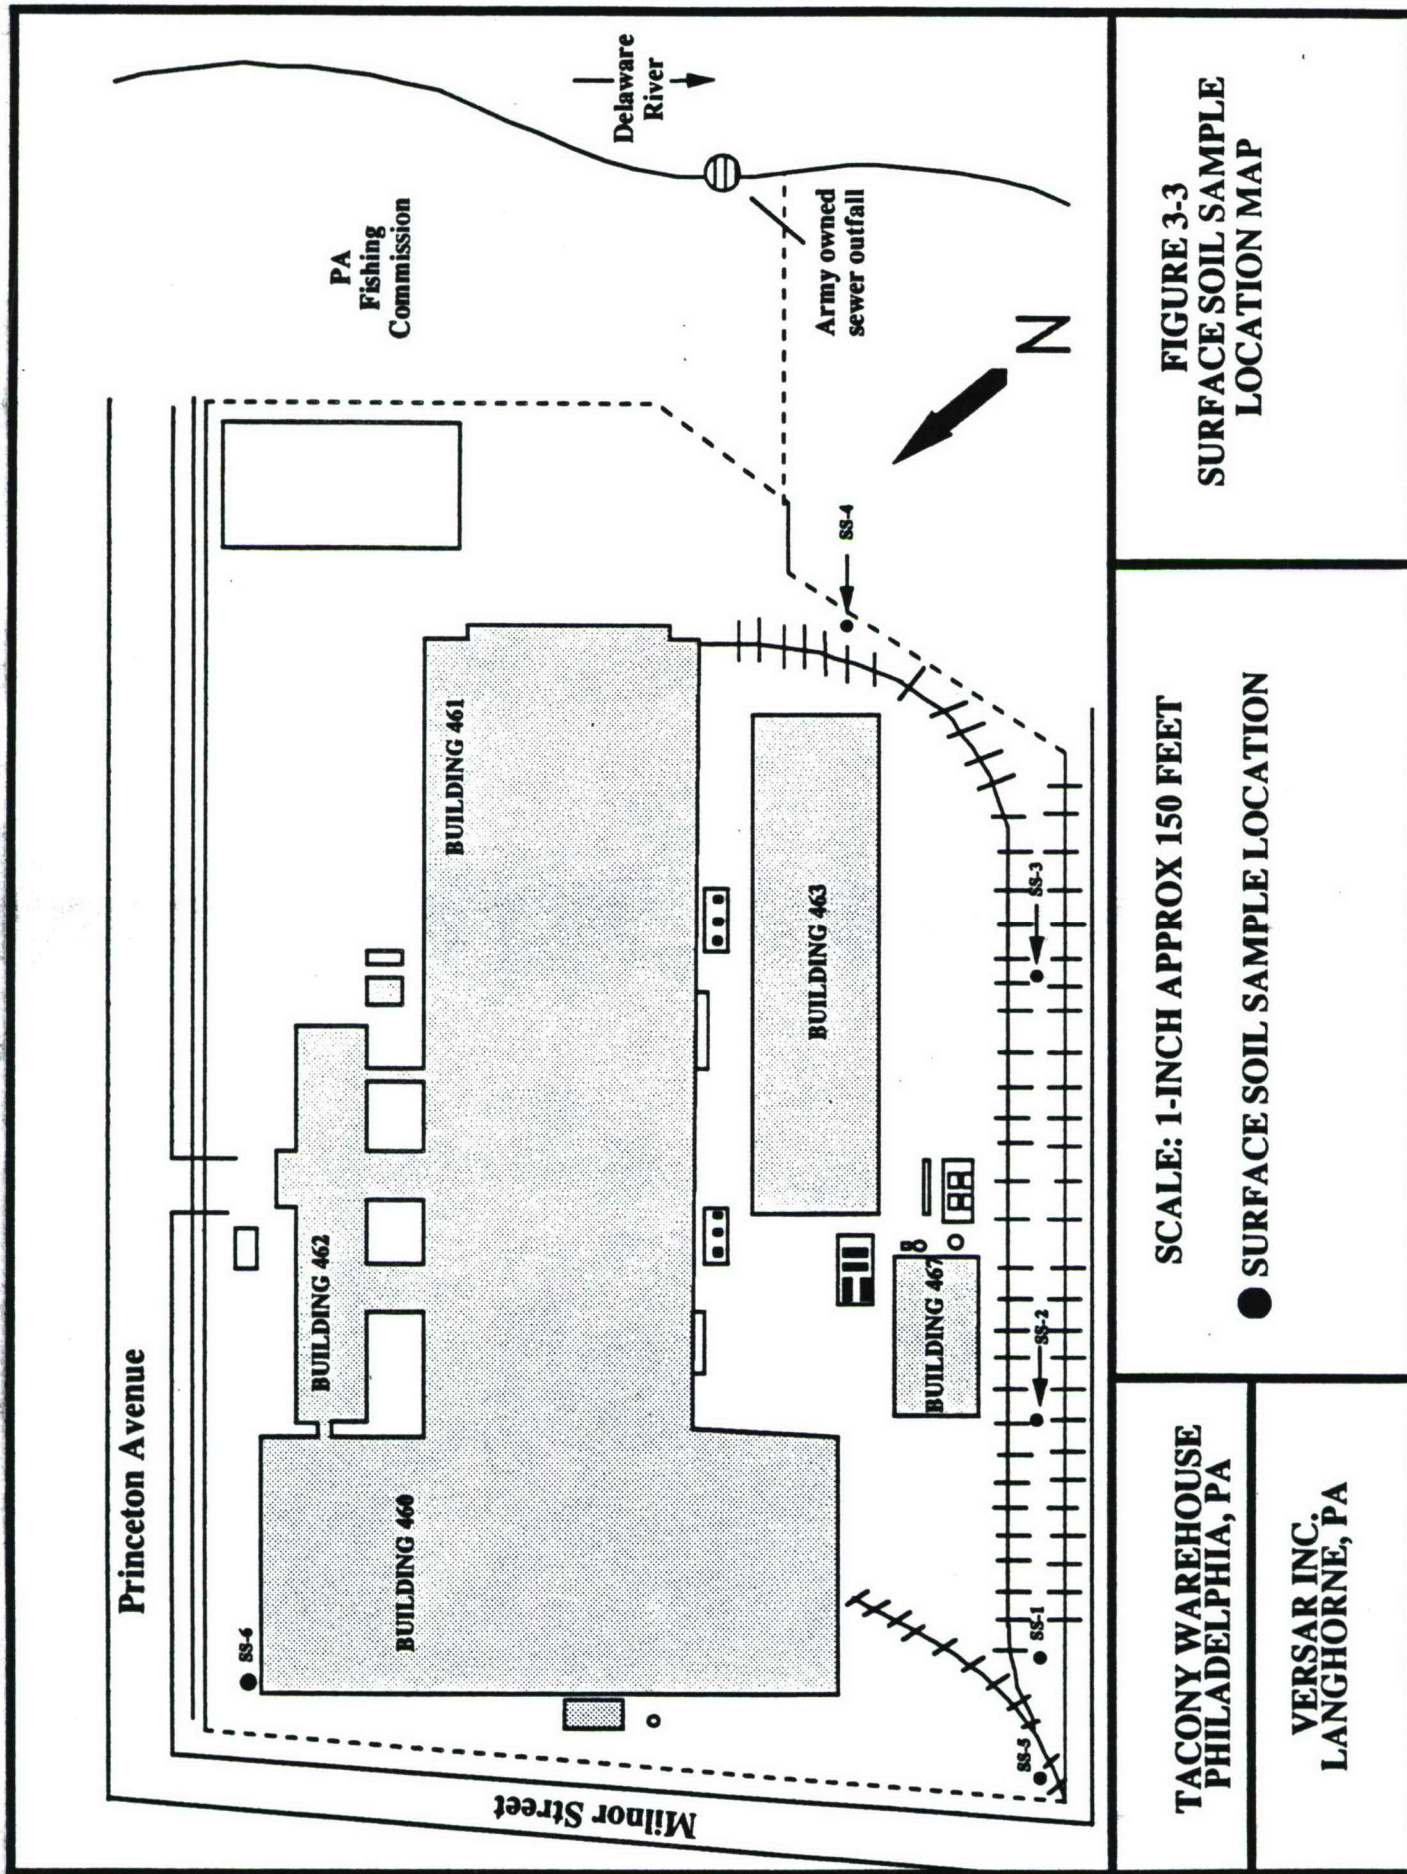 Princeton Avenue
Milnor Street
PA
Fishing
Commission
Delaware
River
Army owned
sewer outfall
N
BUILDING 460
BUILDING 461
BUILDING 462
BUILDING 463
BUILDING 467
SS-6
SS-5
SS-1
SS-2
SS-3
SS-4
TACONY WAREHOUSE
PHILADELPHIA, PA
VERSAR INC.
LANGHORNE, PA
SCALE: 1-INCH APPROX 150 FEET
SURFACE SOIL SAMPLE LOCATION
FIGURE 3-3
SURFACE SOIL SAMPLE
LOCATION MAP